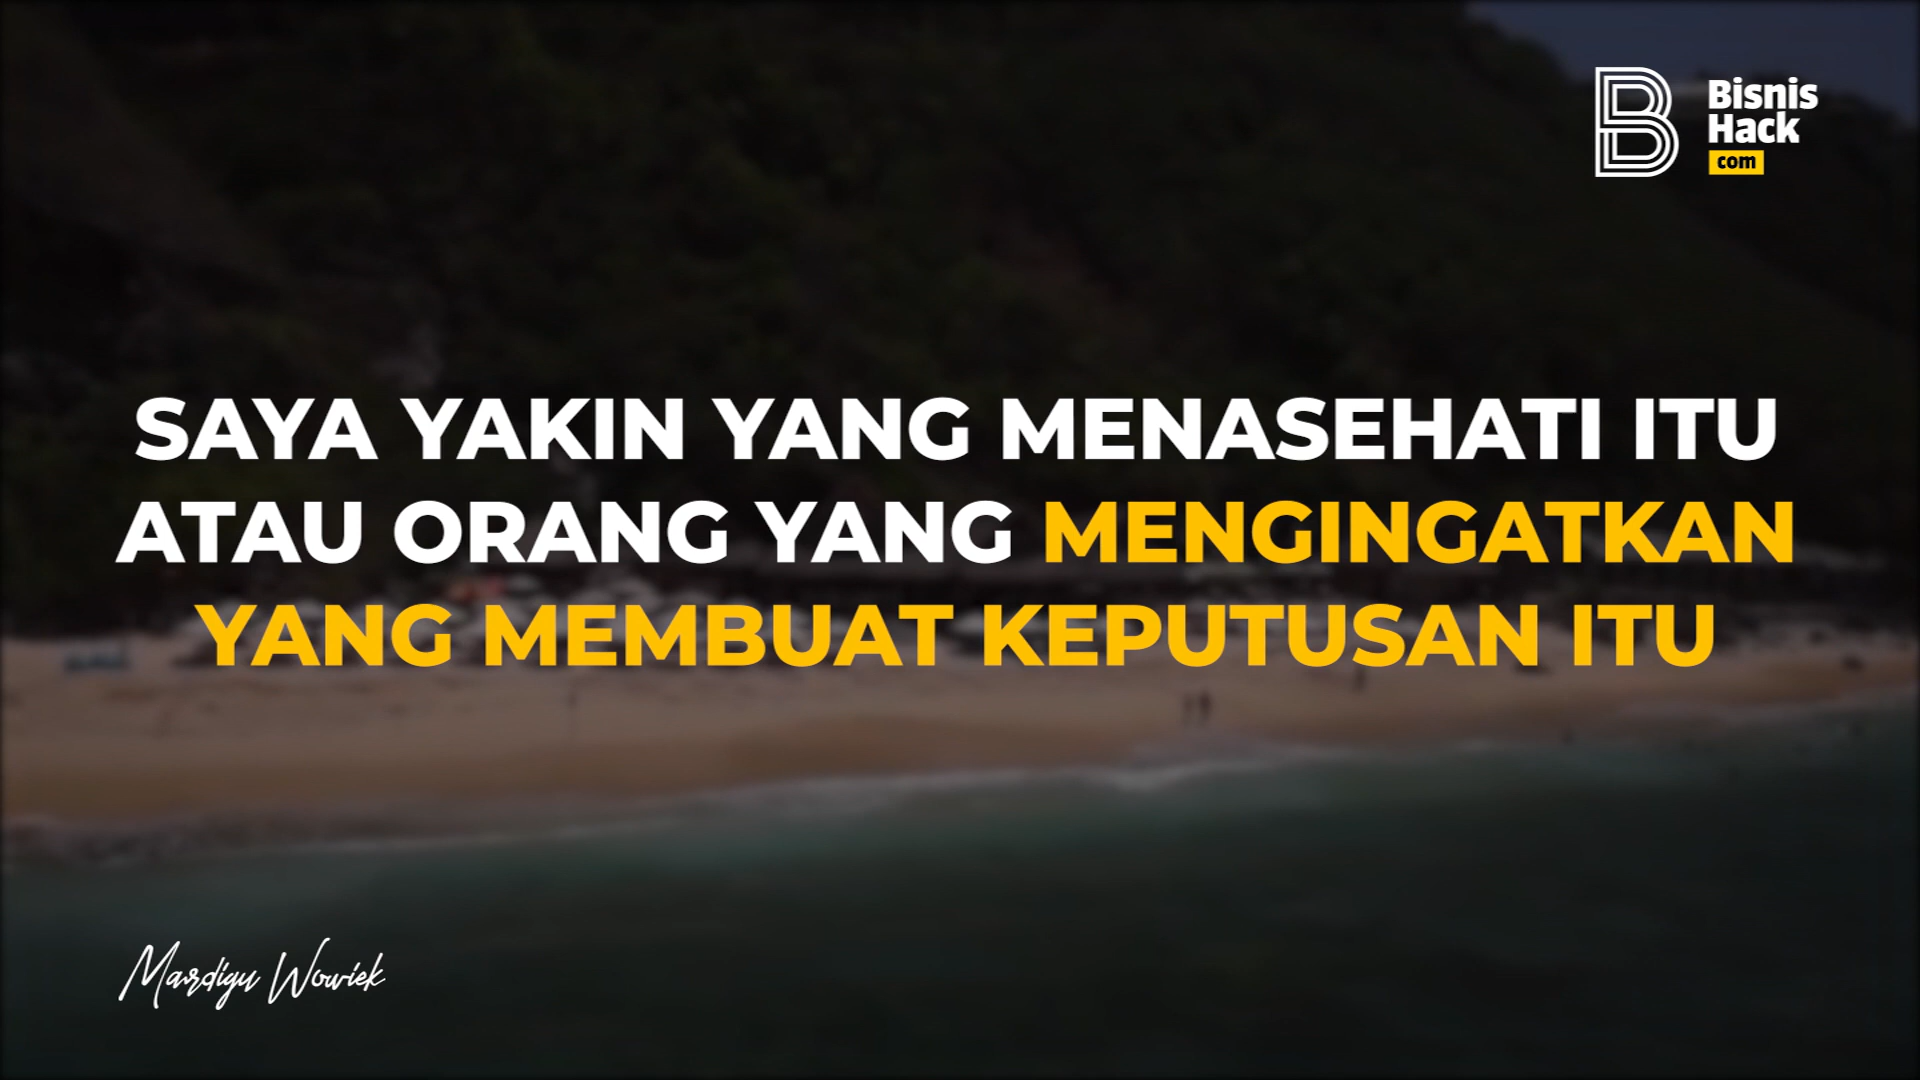 Bisnis
Hack
com
SAYA YAKIN YANG MENASEHATI ITU
ATAU ORANG YANG MENGINGATKAN
YANG MEMBUAT KEPUTUSAN ITU
Mardigu Wowiek